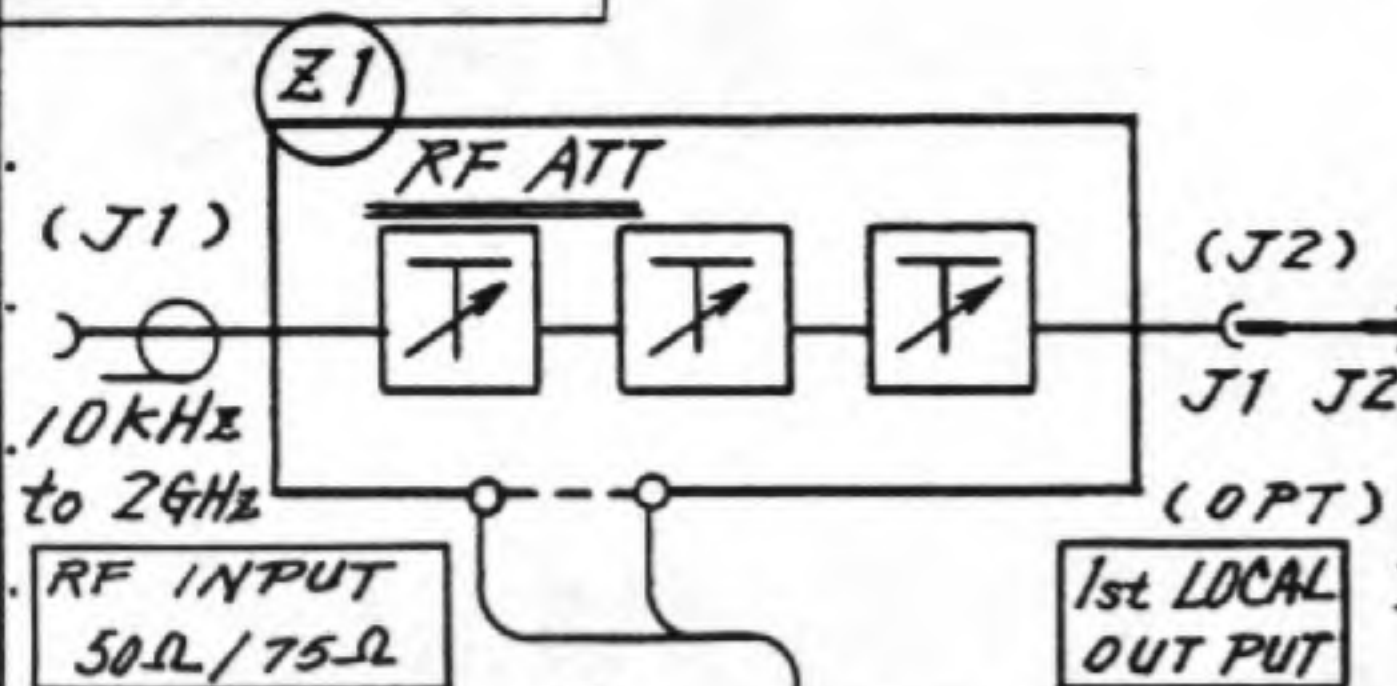 Z1
RF ATT
(J1)
(J2)
J1 J2
10kHz
to 2GHz
(OPT)
RF INPUT
50Ω/75Ω
1st LOCAL
OUT PUT